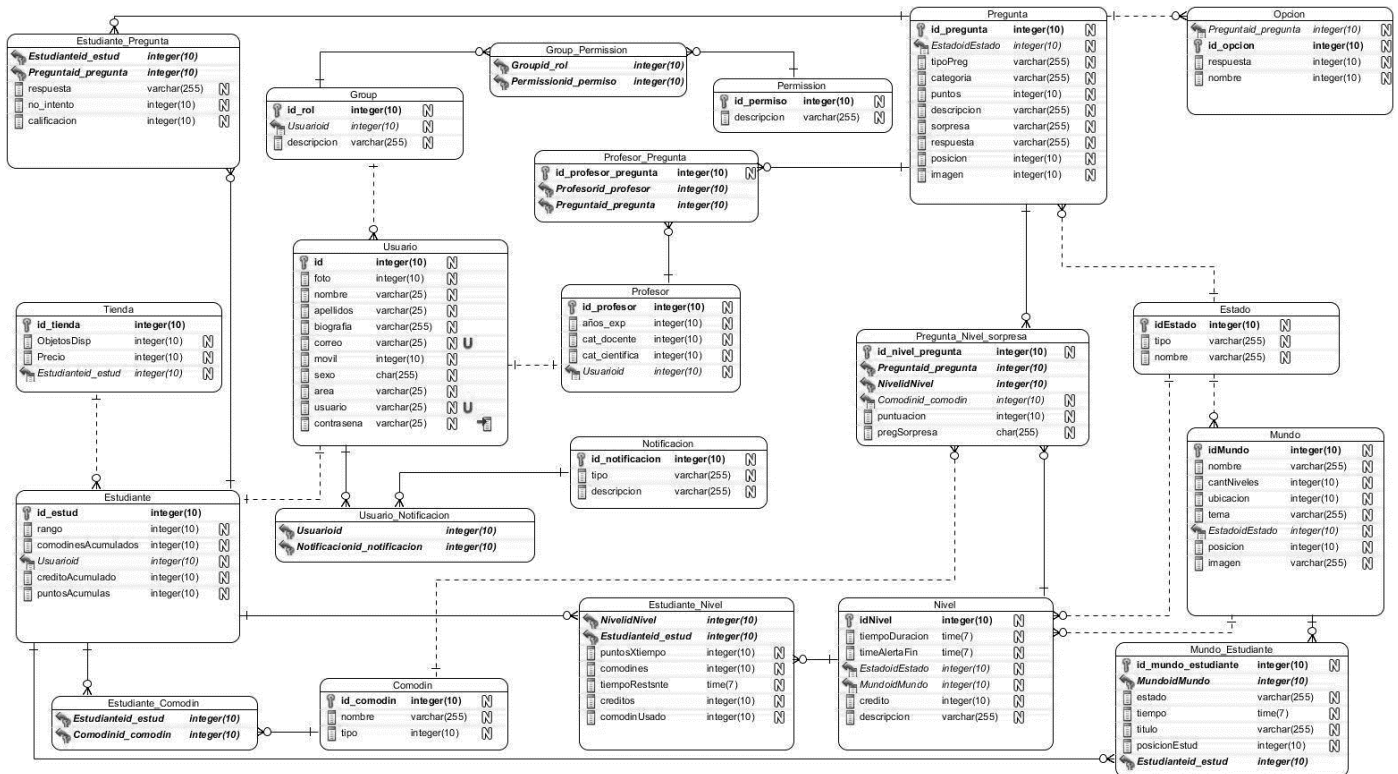 Estudiante_Pregunta
Estudianteid_estud integer(10)
Preguntaid_pregunta integer(10)
respuesta varchar(255) N
no_intento integer(10) N
calificacion integer(10) N
Group_Permission
Groupid_rol integer(10)
Permissionid_permiso integer(10)
Group
id_rol integer(10) N
Usuarioid integer(10) N
descripcion varchar(255) N
Permission
id_permiso integer(10) N
descripcion varchar(255) N
Pregunta
id_pregunta integer(10) N
EstadoidEstado integer(10) N
tipoPreg varchar(255) N
categoria varchar(255) N
puntos integer(10) N
descripcion varchar(255) N
sorpresa varchar(255) N
respuesta varchar(255) N
posicion integer(10) N
imagen integer(10) N
Opcion
Preguntaid_pregunta integer(10) N
id_opcion integer(10) N
respuesta integer(10) N
nombre integer(10) N
Profesor_Pregunta
id_profesor_pregunta integer(10) N
Profesorid_profesor integer(10)
Preguntaid_pregunta integer(10)
Usuario
id integer(10) N
foto integer(10) N
nombre varchar(25) N
apellidos varchar(25) N
biografia varchar(255) N
correo varchar(25) N U
movil integer(10) N
sexo char(255) N
area varchar(25) N
usuario varchar(25) N U
contrasena varchar(25) N
Profesor
id_profesor integer(10) N
años_exp integer(10) N
cat_docente integer(10) N
cat_cientifica integer(10) N
Usuarioid integer(10) N
Tienda
id_tienda integer(10)
ObjetosDisp integer(10) N
Precio integer(10) N
Estudianteid_estud integer(10) N
Pregunta_Nivel_sorpresa
id_nivel_pregunta integer(10) N
Preguntaid_pregunta integer(10)
NivelidNivel integer(10)
Comodinid_comodin integer(10) N
puntuacion integer(10) N
pregSorpresa char(255) N
Estado
idEstado integer(10) N
tipo varchar(255) N
nombre varchar(255) N
Mundo
idMundo integer(10) N
nombre varchar(255) N
cantNiveles integer(10) N
ubicacion integer(10) N
tema varchar(255) N
EstadoidEstado integer(10) N
posicion integer(10) N
imagen varchar(255) N
Notificacion
id_notificacion integer(10) N
tipo varchar(255) N
descripcion varchar(255) N
Estudiante
id_estud integer(10)
rango integer(10) N
comodinesAcumulados integer(10) N
Usuarioid integer(10) N
creditoAcumulado integer(10) N
puntosAcumulas integer(10) N
Usuario_Notificacion
Usuarioid integer(10)
Notificacionid_notificacion integer(10)
Estudiante_Nivel
NivelidNivel integer(10)
Estudianteid_estud integer(10)
puntosXtiempo integer(10) N
comodines integer(10) N
tiempoRestsnte time(7) N
creditos integer(10) N
comodinUsado integer(10) N
Nivel
idNivel integer(10) N
tiempoDuracion time(7) N
timeAlertaFin time(7) N
EstadoidEstado integer(10) N
MundoidMundo integer(10) N
credito integer(10) N
descripcion varchar(255) N
Mundo_Estudiante
id_mundo_estudiante integer(10) N
MundoidMundo integer(10)
estado varchar(255) N
tiempo time(7) N
titulo varchar(255) N
posicionEstud integer(10) N
Estudianteid_estud integer(10)
Estudiante_Comodin
Estudianteid_estud integer(10)
Comodinid_comodin integer(10)
Comodin
id_comodin integer(10) N
nombre varchar(255) N
tipo integer(10) N